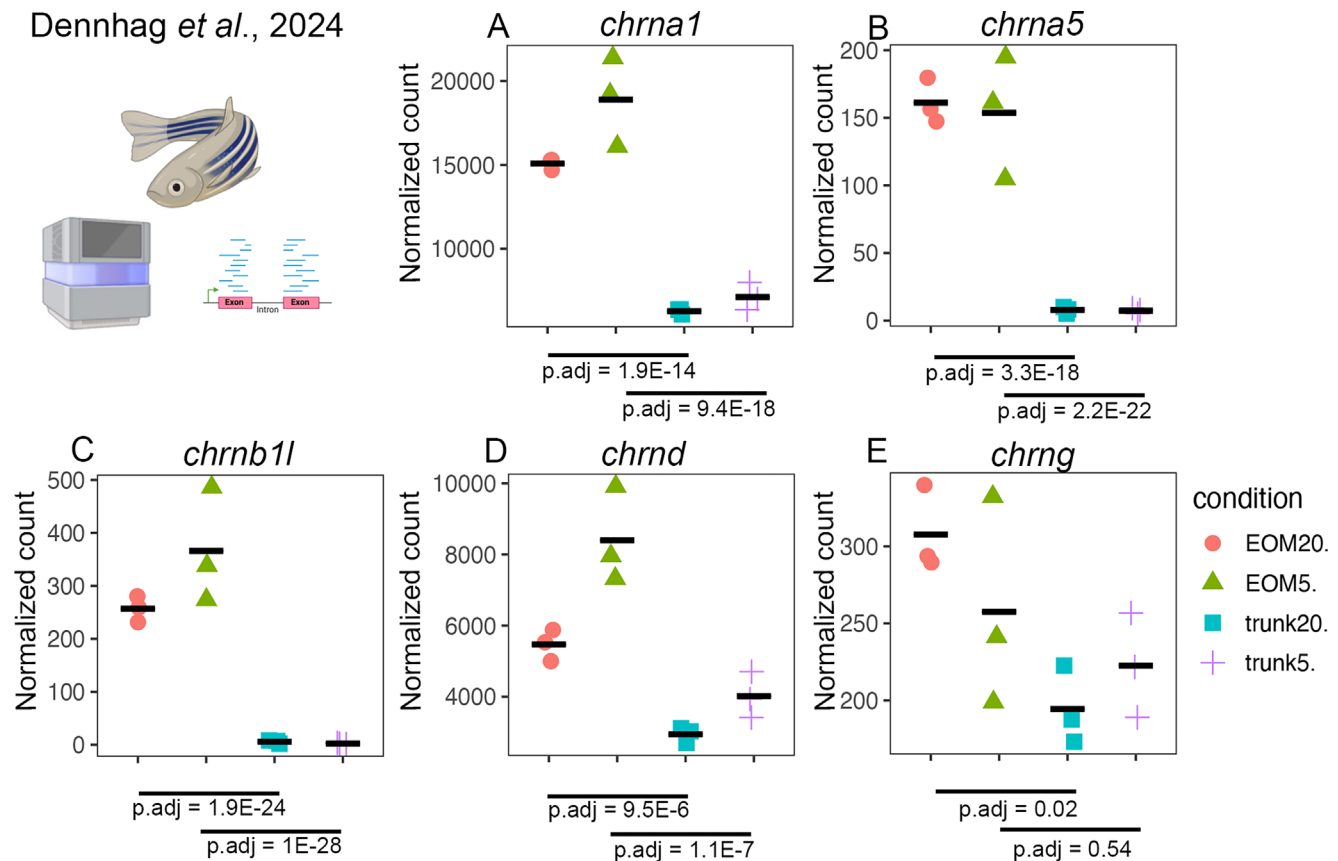 Dennhag et al., 2024
Exon
Intron
Exon
A
chrna1
Normalized count
20000
15000
10000
p.adj = 1.9E-14
p.adj = 9.4E-18
B
chrna5
Normalized count
200
150
100
50
0
p.adj = 3.3E-18
p.adj = 2.2E-22
C
chrnb1l
Normalized count
500
400
300
200
100
0
p.adj = 1.9E-24
p.adj = 1E-28
D
chrnd
Normalized count
10000
8000
6000
4000
p.adj = 9.5E-6
p.adj = 1.1E-7
E
chrng
Normalized count
300
250
200
p.adj = 0.02
p.adj = 0.54
condition
EOM20.
EOM5.
trunk20.
trunk5.